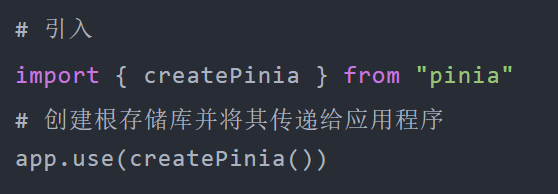 # 引入
import { createPinia } from "pinia"
# 创建根存储库并将其传递给应用程序
app.use(createPinia())